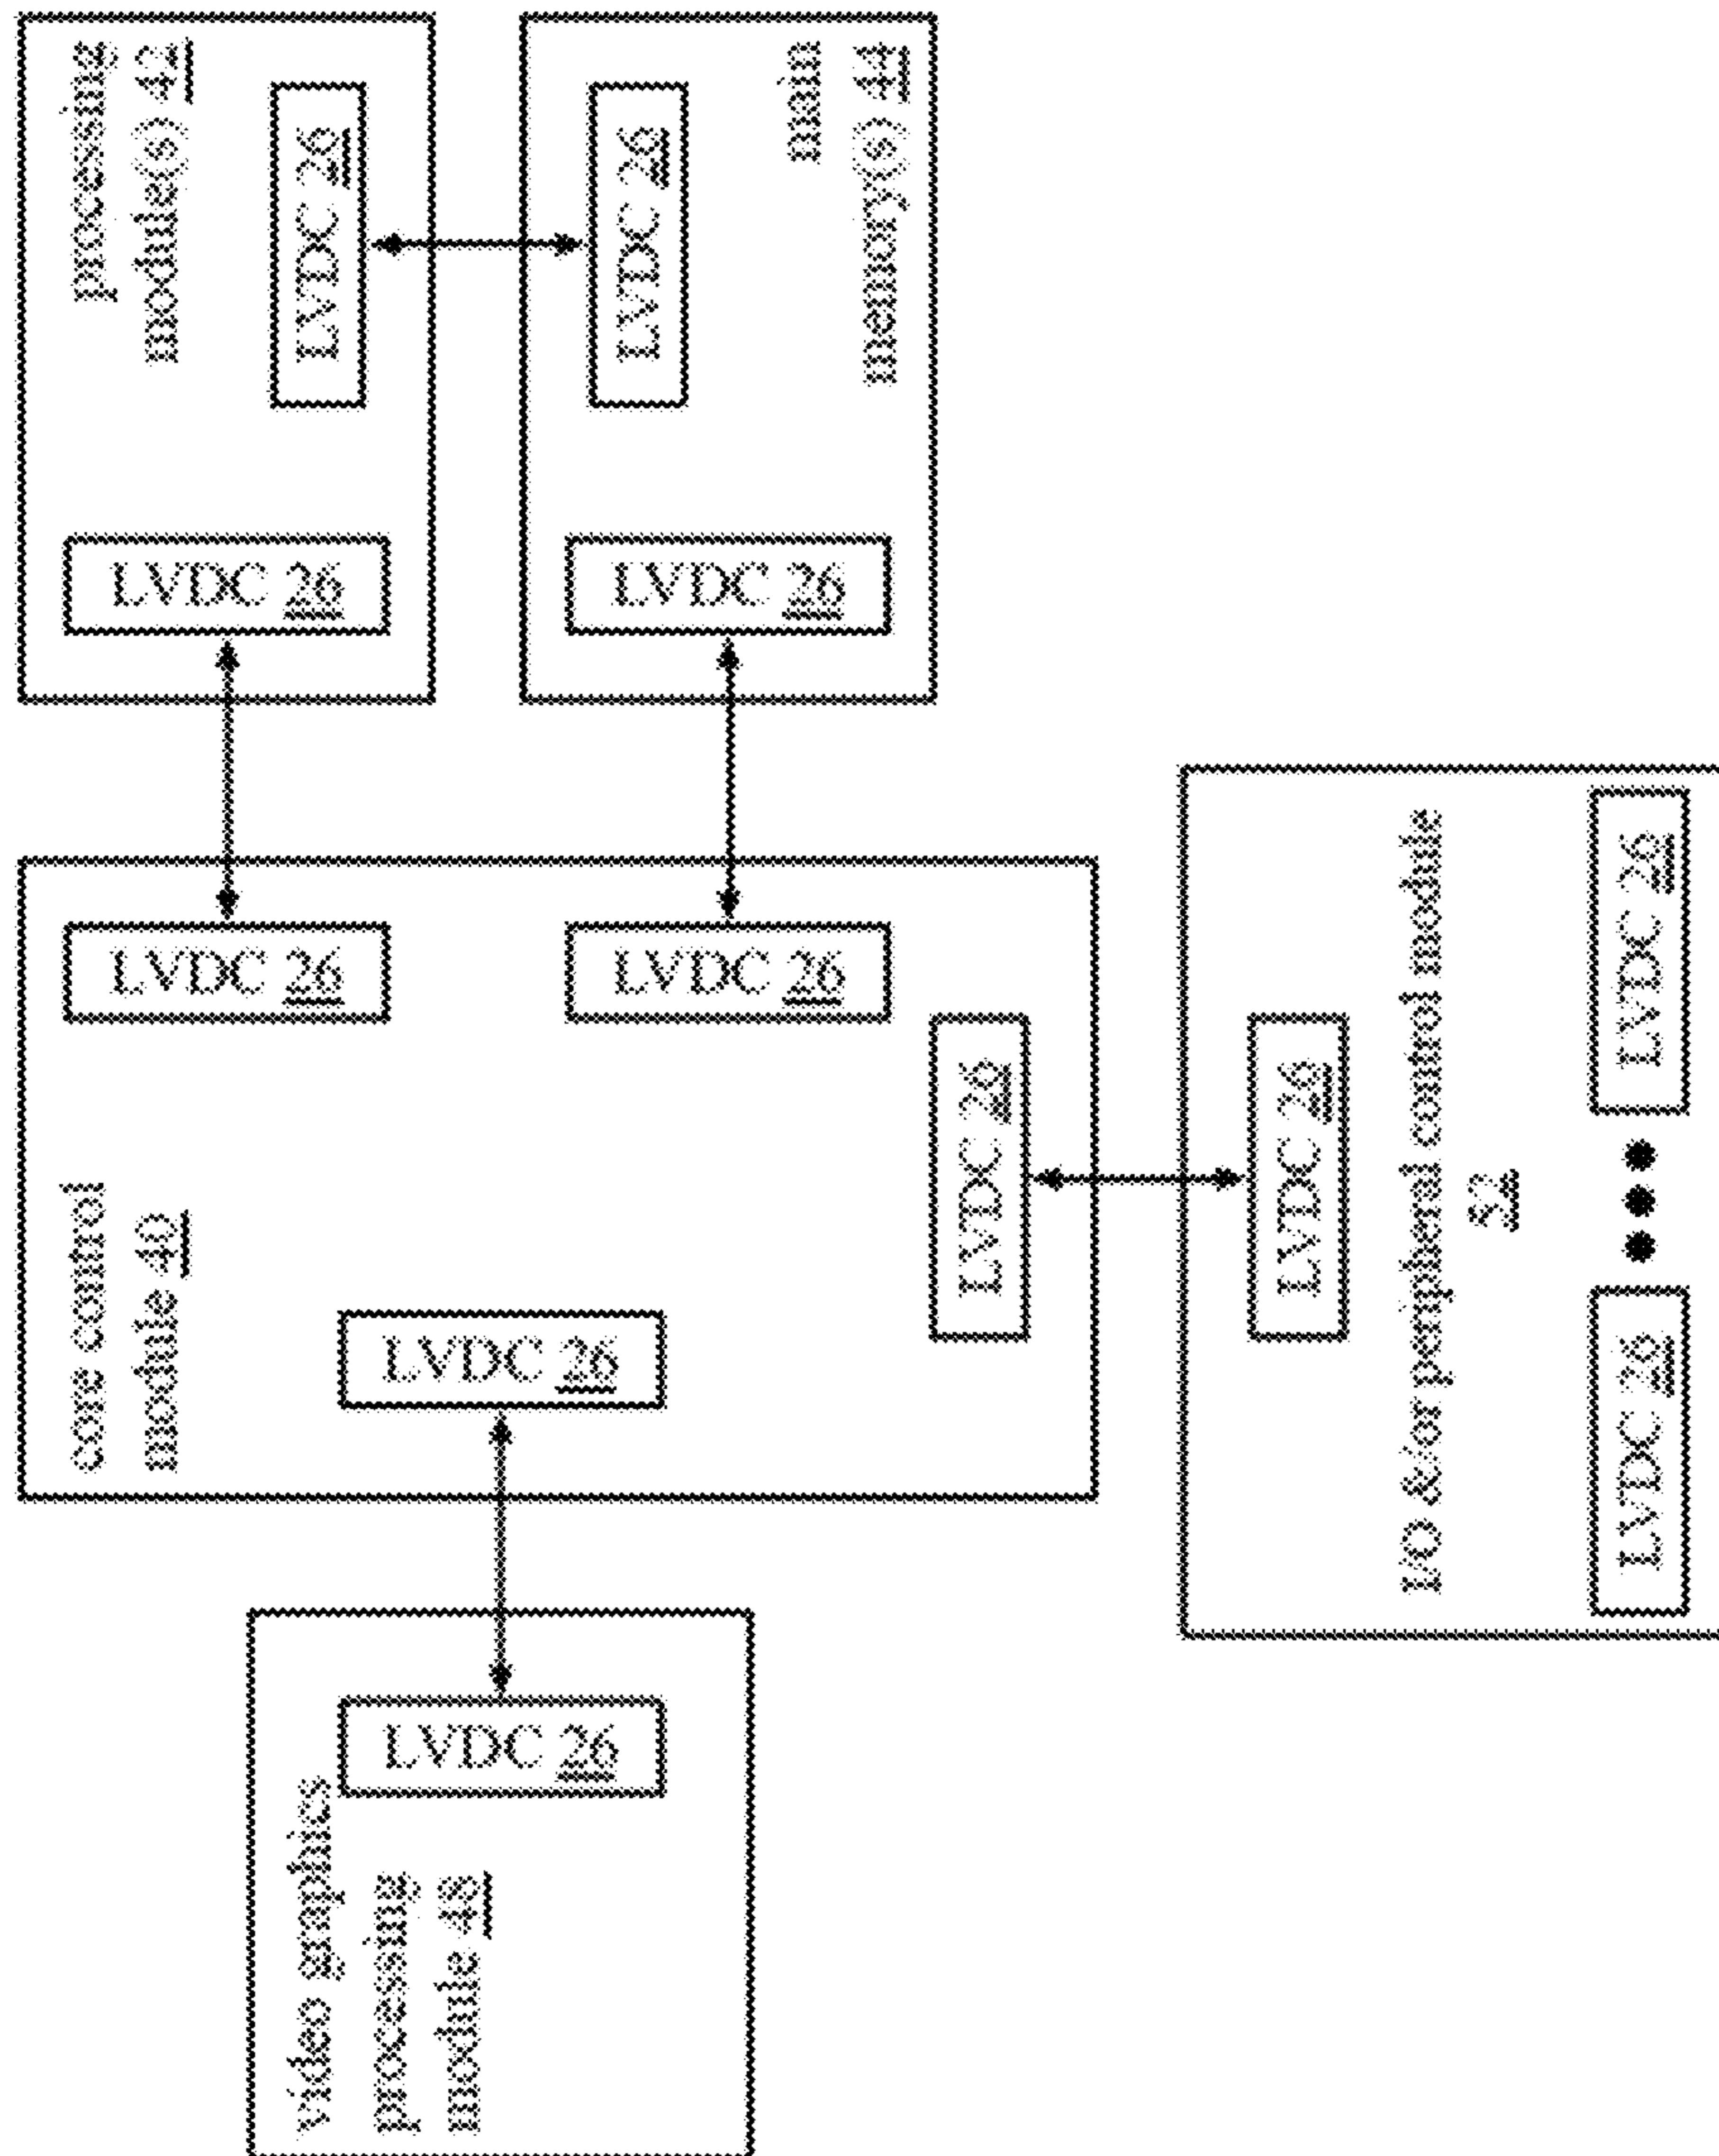 processing
module(s) 42
LVDC 26
LVDC 26
LVDC 26
LVDC 26
main
memory(s) 44
core control
module 40
LVDC 26
LVDC 26
LVDC 26
LVDC 26
video graphics
processing
module 48
LVDC 26
LVDC 26
I/O &/or peripheral control module
52
LVDC 26
LVDC 26